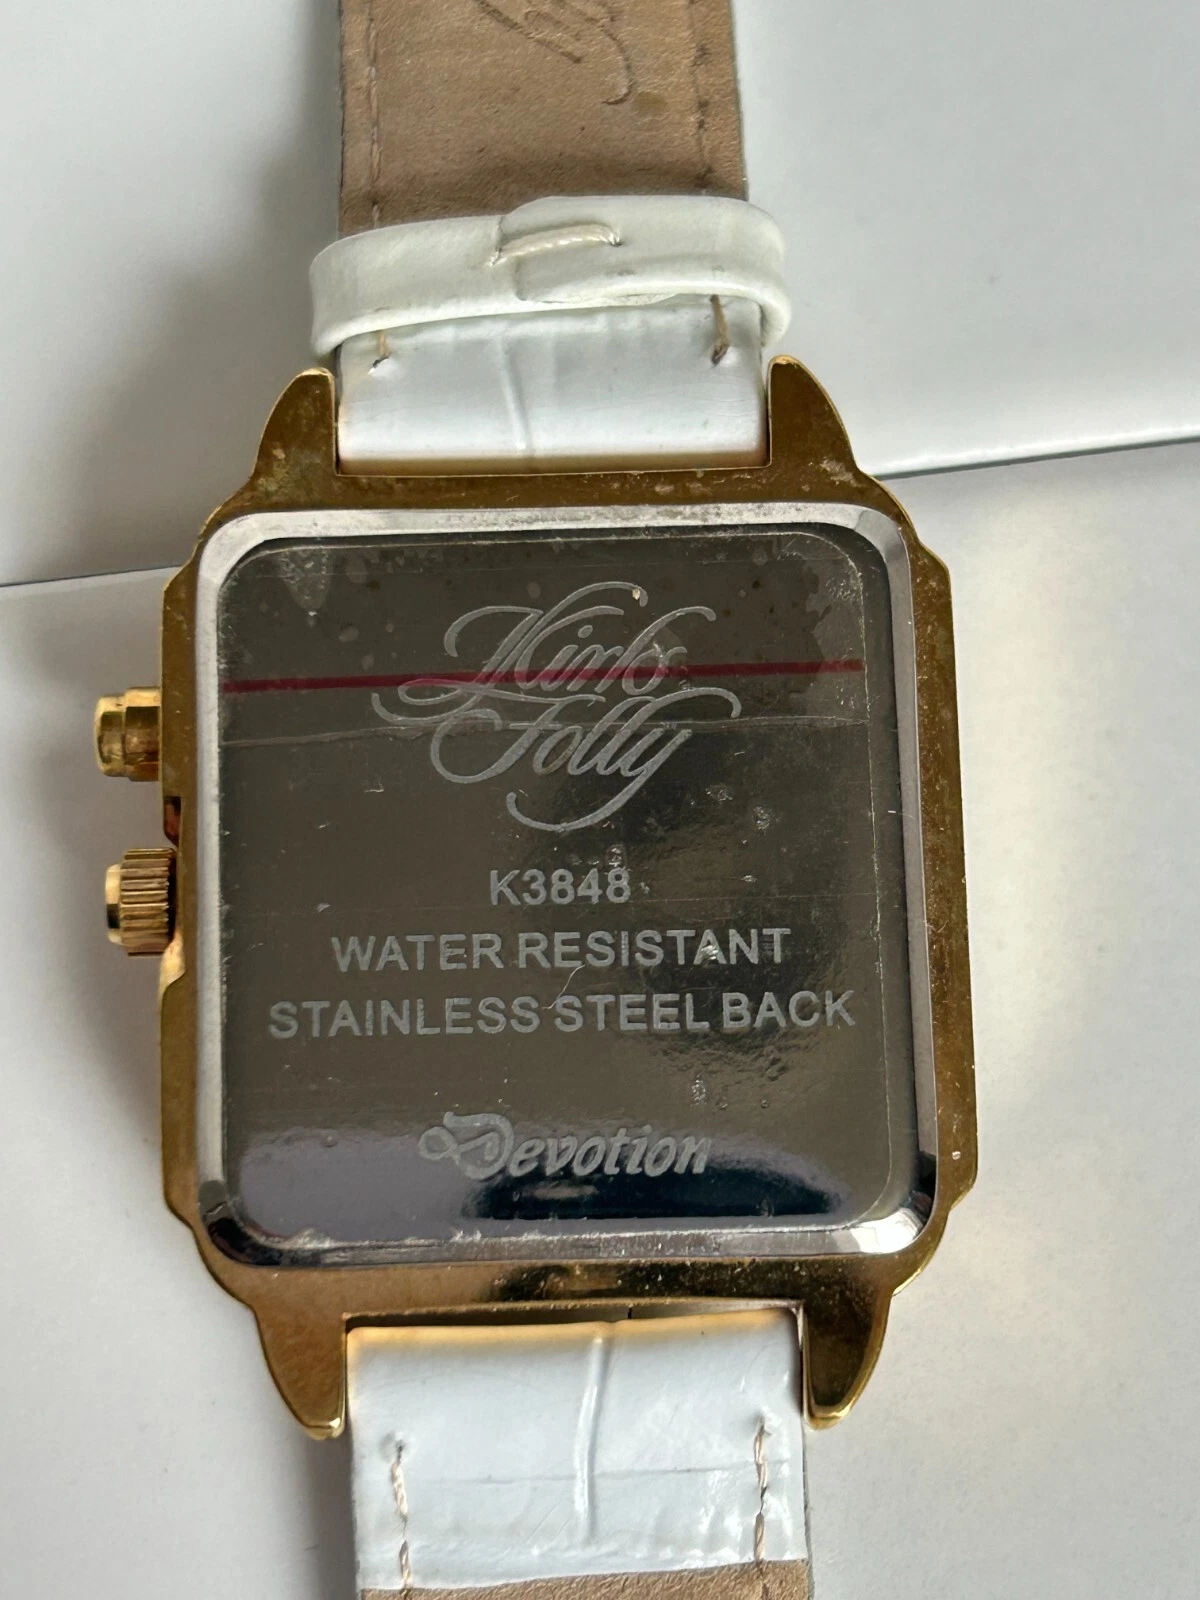 Kirks
Folly
K3848
WATER RESISTANT
STAINLESS STEEL BACK
Devotion